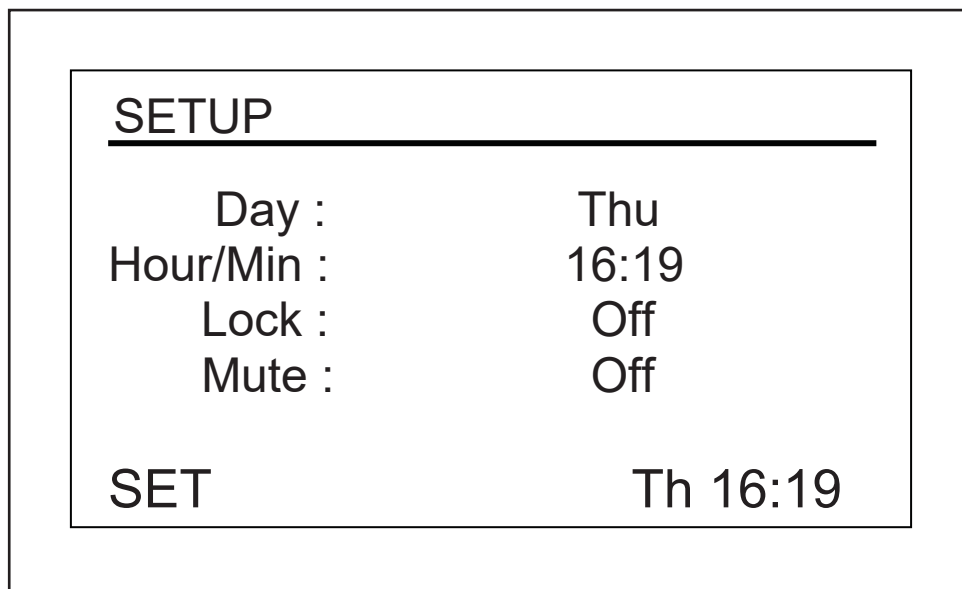 SETUP
Day : Thu
Hour/Min : 16:19
Lock : Off
Mute : Off
SET Th 16:19